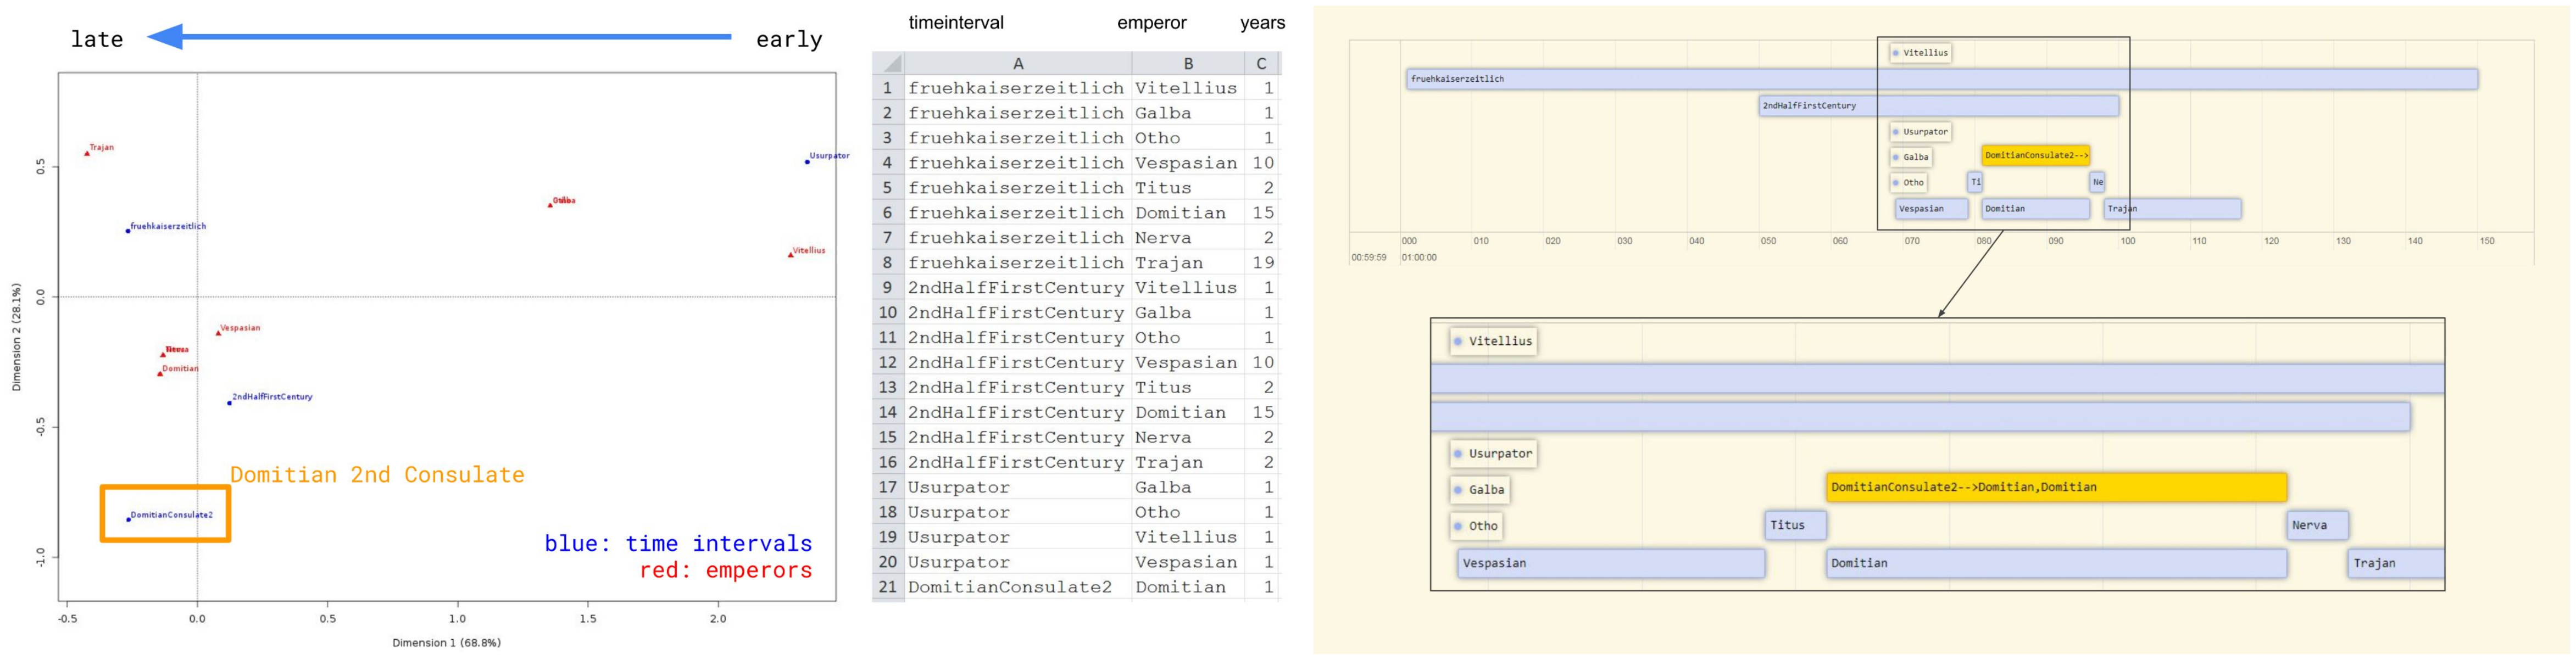 late
early
Trajan
Usurpator
fruehkaiserzeitlich
Vitellius
Vespasian
Domitian
2ndHalfFirstCentury
Domitian 2nd Consulate
DomitianConsulate2
blue: time intervals
red: emperors
Dimension 2 (28.1%)
0.5
0.0
-0.5
-1.0
-0.5 0.0 0.5 1.0 1.5 2.0
Dimension 1 (68.8%)
timeinterval emperor years
A B C
1 fruehkaiserzeitlich Vitellius 1
2 fruehkaiserzeitlich Galba 1
3 fruehkaiserzeitlich Otho 1
4 fruehkaiserzeitlich Vespasian 10
5 fruehkaiserzeitlich Titus 2
6 fruehkaiserzeitlich Domitian 15
7 fruehkaiserzeitlich Nerva 2
8 fruehkaiserzeitlich Trajan 19
9 2ndHalfFirstCentury Vitellius 1
10 2ndHalfFirstCentury Galba 1
11 2ndHalfFirstCentury Otho 1
12 2ndHalfFirstCentury Vespasian 10
13 2ndHalfFirstCentury Titus 2
14 2ndHalfFirstCentury Domitian 15
15 2ndHalfFirstCentury Nerva 2
16 2ndHalfFirstCentury Trajan 2
17 Usurpator Galba 1
18 Usurpator Otho 1
19 Usurpator Vitellius 1
20 Usurpator Vespasian 1
21 DomitianConsulate2 Domitian 1
Vitellius
fruehkaiserzeitlich
2ndHalfFirstCentury
Usurpator
Galba DomitianConsulate2-->
Otho Ti Ne
Vespasian Domitian Trajan
000 010 020 030 040 050 060 070 080 090 100 110 120 130 140 150
00:59:59 01:00:00
Vitellius
Usurpator
Galba DomitianConsulate2-->Domitian,Domitian
Otho Titus Nerva
Vespasian Domitian Trajan